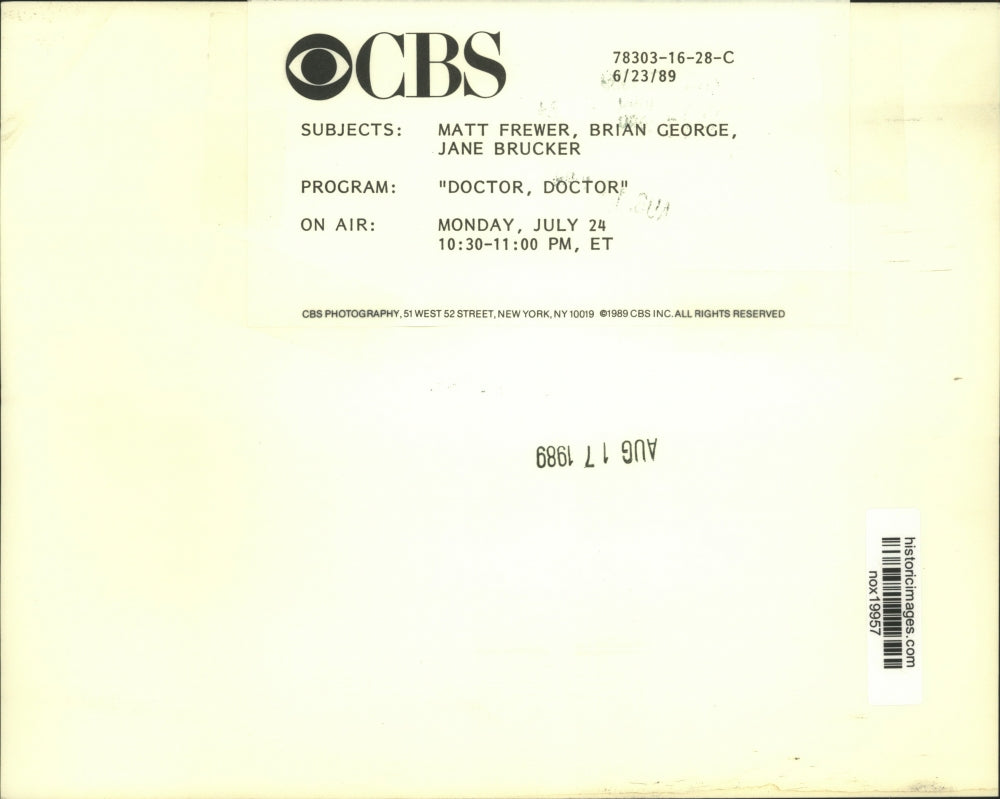 CBS
78303-16-28-C
6/23/89
SUBJECTS: MATT FREWER, BRIAN GEORGE,
JANE BRUCKER
PROGRAM: "DOCTOR, DOCTOR"
ON AIR: MONDAY, JULY 24
10:30-11:00 PM, ET
CBS PHOTOGRAPHY, 51 WEST 52 STREET, NEW YORK, NY 10019 ©1989 CBS INC. ALL RIGHTS RESERVED
AUG 17 1989
historicimages.com
nox19957